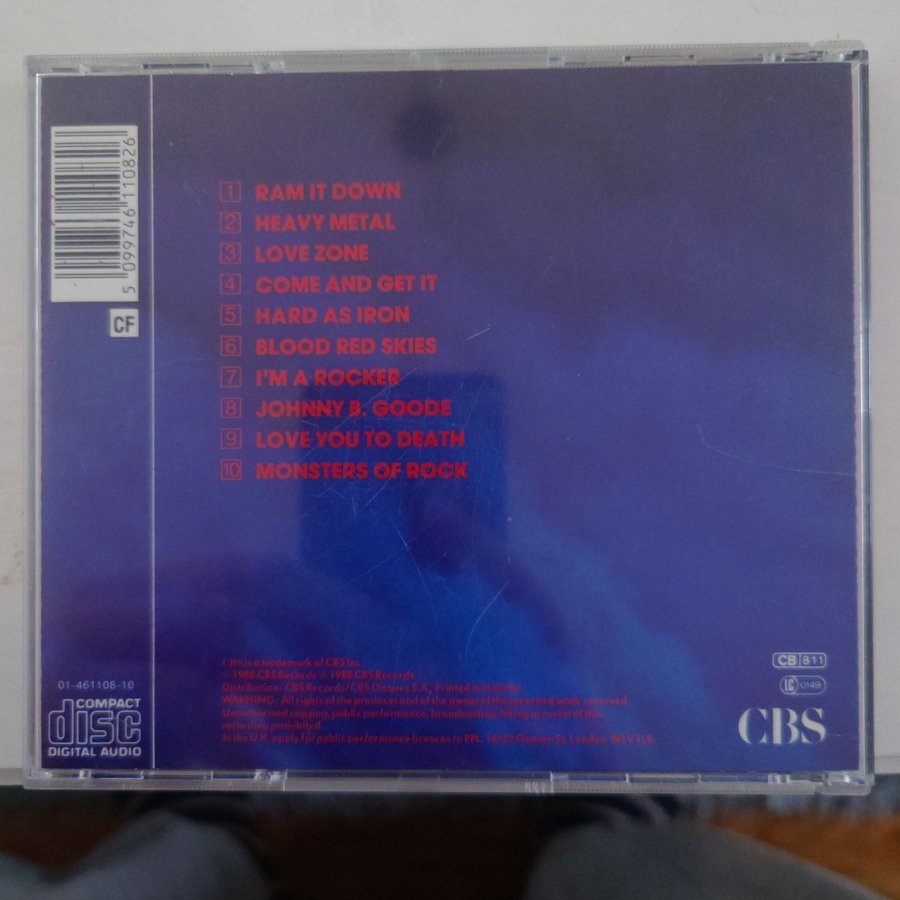 1 RAM IT DOWN
2 HEAVY METAL
3 LOVE ZONE
4 COME AND GET IT
5 HARD AS IRON
6 BLOOD RED SKIES
7 I'M A ROCKER
8 JOHNNY B. GOODE
9 LOVE YOU TO DEATH
10 MONSTERS OF ROCK
5 099746 110826
CF
01-461108-10
COMPACT
disc
DIGITAL AUDIO
CBS is a trademark of CBS Inc.
© 1988 CBS Records ℗ 1988 CBS Records
Distribution: CBS Records/CBS Disques S.A., Printed in Holland.
WARNING: All rights of the producer and of the owner of the recorded work reserved.
Unauthorised copying, public performance, broadcasting, hiring or rental of this
recording prohibited.
In the U.K. apply for public performance licences to PPL, St. London, W1V 1LB.
CB 811
LC 0149
CBS